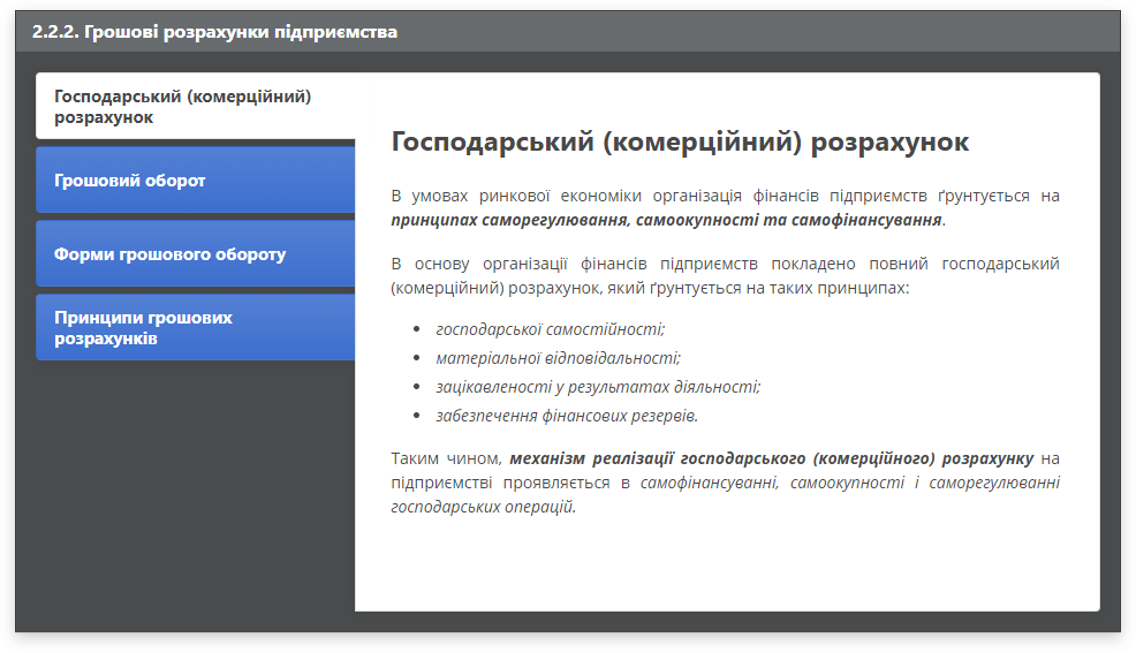 2.2.2. Грошові розрахунки підприємства
Господарський (комерційний)
розрахунок
Грошовий оборот
Форми грошового обороту
Принципи грошових
розрахунків
Господарський (комерційний) розрахунок
В умовах ринкової економіки організація фінансів підприємств ґрунтується на
принципах саморегулювання, самоокупності та самофінансування.
В основу організації фінансів підприємств покладено повний господарський
(комерційний) розрахунок, який ґрунтується на таких принципах:
• господарської самостійності;
• матеріальної відповідальності;
• зацікавленості у результатах діяльності;
• забезпечення фінансових резервів.
Таким чином, механізм реалізації господарського (комерційного) розрахунку на
підприємстві проявляється в самофінансуванні, самоокупності і саморегулюванні
господарських операцій.